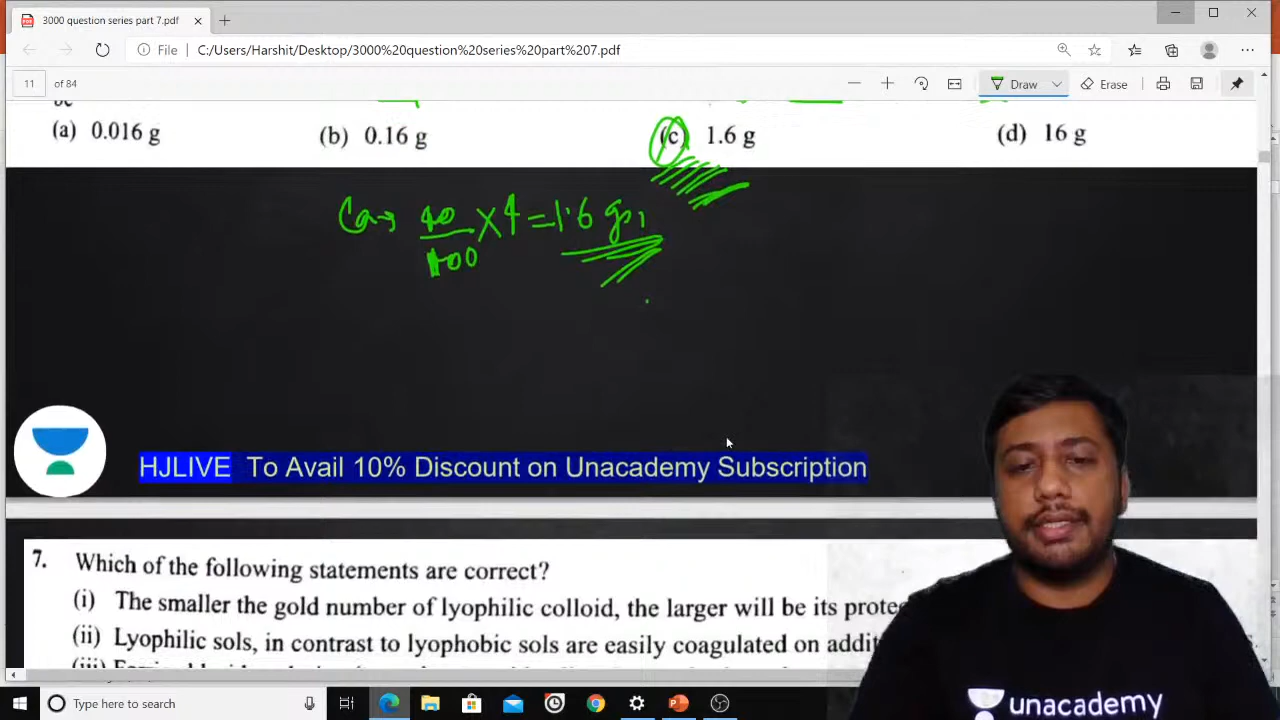 3000 question series part 7.pdf
File C:/Users/Harshit/Desktop/3000%20question%20series%20part%207.pdf
11 of 84 Draw Erase
(a) 0.016 g (b) 0.16 g (c) 1.6 g (d) 16 g
Ca→ 40/100 × 4 = 1.6 gm
HJLIVE To Avail 10% Discount on Unacademy Subscription
7. Which of the following statements are correct?
(i) The smaller the gold number of lyophilic colloid, the larger will be its prote
(ii) Lyophilic sols, in contrast to lyophobic sols are easily coagulated on addit
unacademy
Type here to search